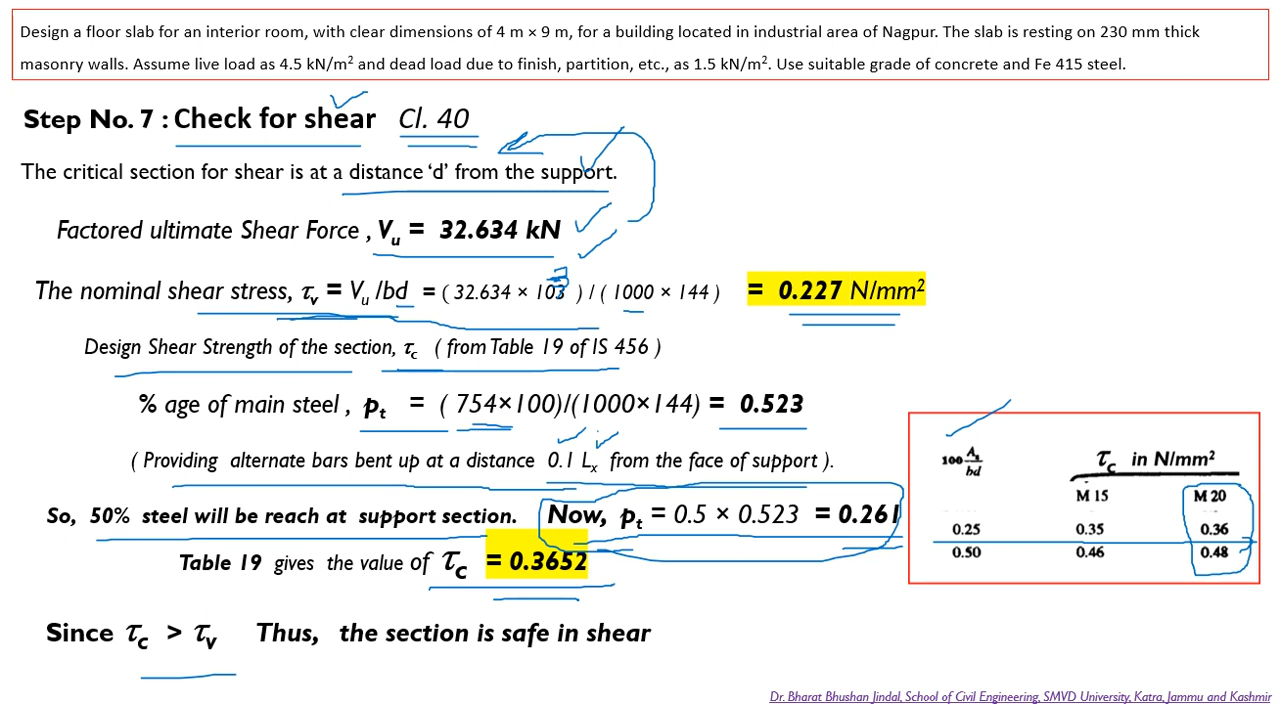 Design a floor slab for an interior room, with clear dimensions of 4 m × 9 m, for a building located in industrial area of Nagpur. The slab is resting on 230 mm thick
masonry walls. Assume live load as 4.5 kN/m² and dead load due to finish, partition, etc., as 1.5 kN/m². Use suitable grade of concrete and Fe 415 steel.
Step No. 7 : Check for shear Cl. 40
The critical section for shear is at a distance ‘d’ from the support.
Factored ultimate Shear Force , Vu = 32.634 kN
The nominal shear stress, τv = Vu /bd = ( 32.634 × 103 ) / ( 1000 × 144 ) = 0.227 N/mm²
Design Shear Strength of the section, τc ( from Table 19 of IS 456 )
% age of main steel , pt = ( 754×100)/(1000×144) = 0.523
( Providing alternate bars bent up at a distance 0.1 Lx from the face of support ).
So, 50% steel will be reach at support section. Now, pt = 0.5 × 0.523 = 0.261
Table 19 gives the value of τc = 0.3652
Since τc > τv Thus, the section is safe in shear
100 As/bd τc in N/mm²
M 15 M 20
0.25 0.35 0.36
0.50 0.46 0.48
Dr. Bharat Bhushan Jindal, School of Civil Engineering, SMVD University, Katra, Jammu and Kashmir